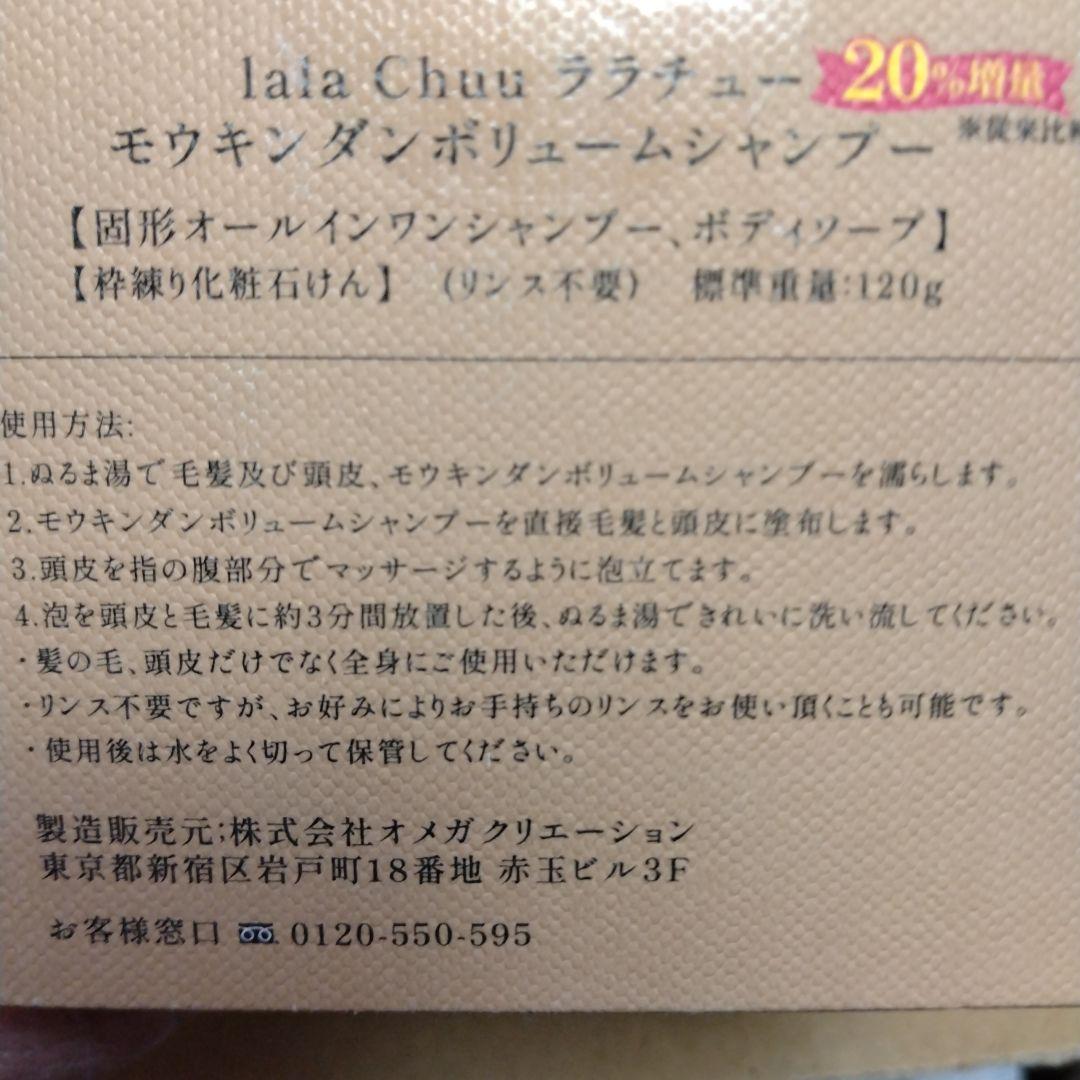 lala Chuu ララチュー 20%増量
モウキンダンボリュームシャンプー ※従来比較
【固形オールインワンシャンプー、ボディソープ】
【枠練り化粧石けん】 (リンス不要) 標準重量:120g
使用方法:
1.ぬるま湯で毛髪及び頭皮、モウキンダンボリュームシャンプーを濡らします。
2.モウキンダンボリュームシャンプーを直接毛髪と頭皮に塗布します。
3.頭皮を指の腹部分でマッサージするように泡立てます。
4.泡を頭皮と毛髪に約3分間放置した後、ぬるま湯できれいに洗い流してください。
・髪の毛、頭皮だけでなく全身にご使用いただけます。
・リンス不要ですが、お好みによりお手持ちのリンスをお使い頂くことも可能です。
・使用後は水をよく切って保管してください。
製造販売元;株式会社オメガクリエーション
東京都新宿区岩戸町18番地 赤玉ビル3F
お客様窓口 0120-550-595